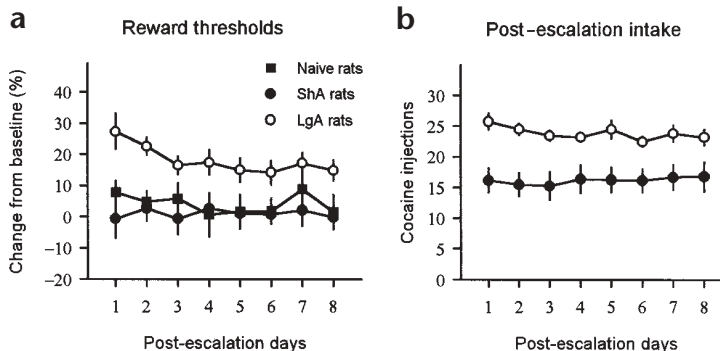 a
Reward thresholds
Change from baseline (%)
40
30
20
10
0
−10
−20
Naive rats
ShA rats
LgA rats
1 2 3 4 5 6 7 8
Post-escalation days
b
Post–escalation intake
Cocaine injections
30
25
20
15
10
5
0
1 2 3 4 5 6 7 8
Post-escalation days